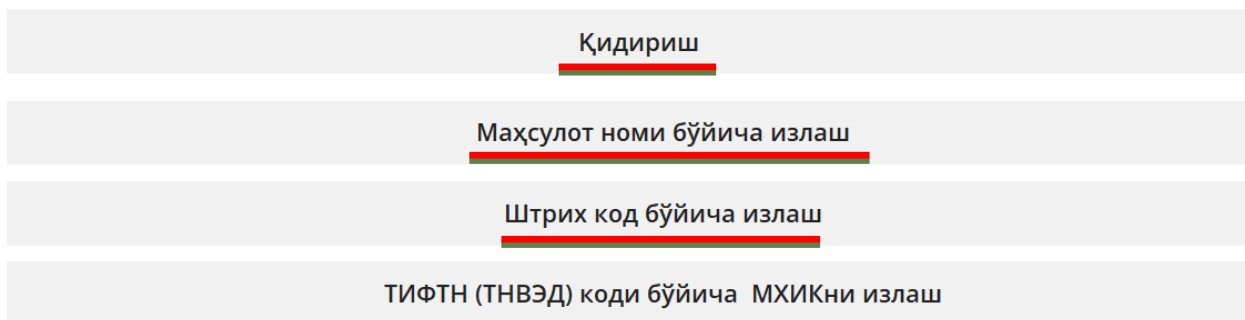 Қидириш
Маҳсулот номи бўйича излаш
Штрих код бўйича излаш
ТИФТН (ТНВЭД) коди бўйича МХИКни излаш